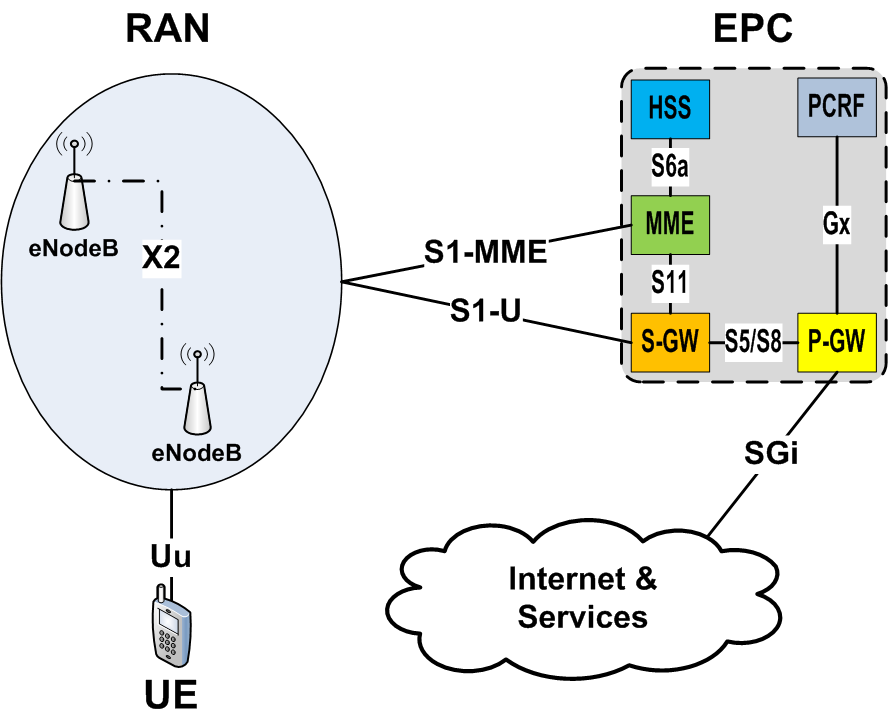 RAN
EPC
HSS
PCRF
S6a
eNodeB
X2
MME
Gx
S1-MME
S11
S1-U
S-GW
S5/S8
P-GW
eNodeB
SGi
Uu
Internet &
Services
UE